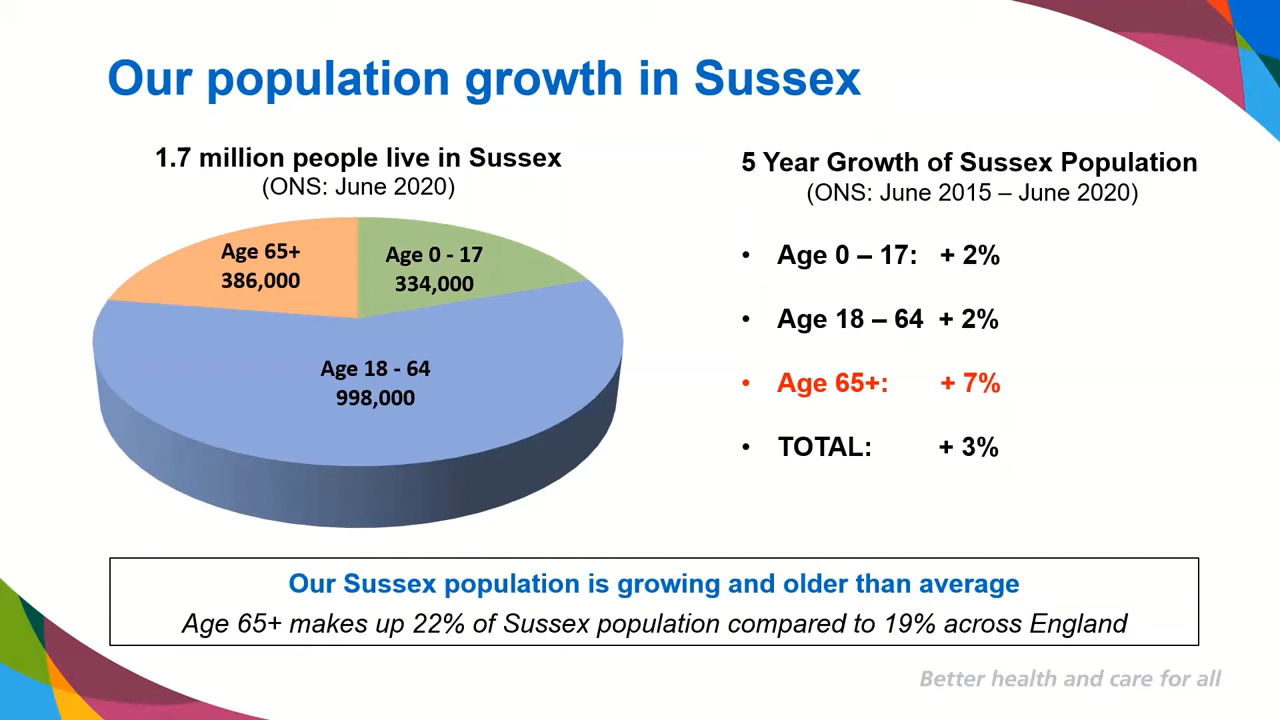 Our population growth in Sussex
1.7 million people live in Sussex
(ONS: June 2020)
Age 65+
386,000
Age 0 - 17
334,000
Age 18 - 64
998,000
5 Year Growth of Sussex Population
(ONS: June 2015 – June 2020)
• Age 0 – 17: + 2%
• Age 18 – 64 + 2%
• Age 65+: + 7%
• TOTAL: + 3%
Our Sussex population is growing and older than average
Age 65+ makes up 22% of Sussex population compared to 19% across England
Better health and care for all